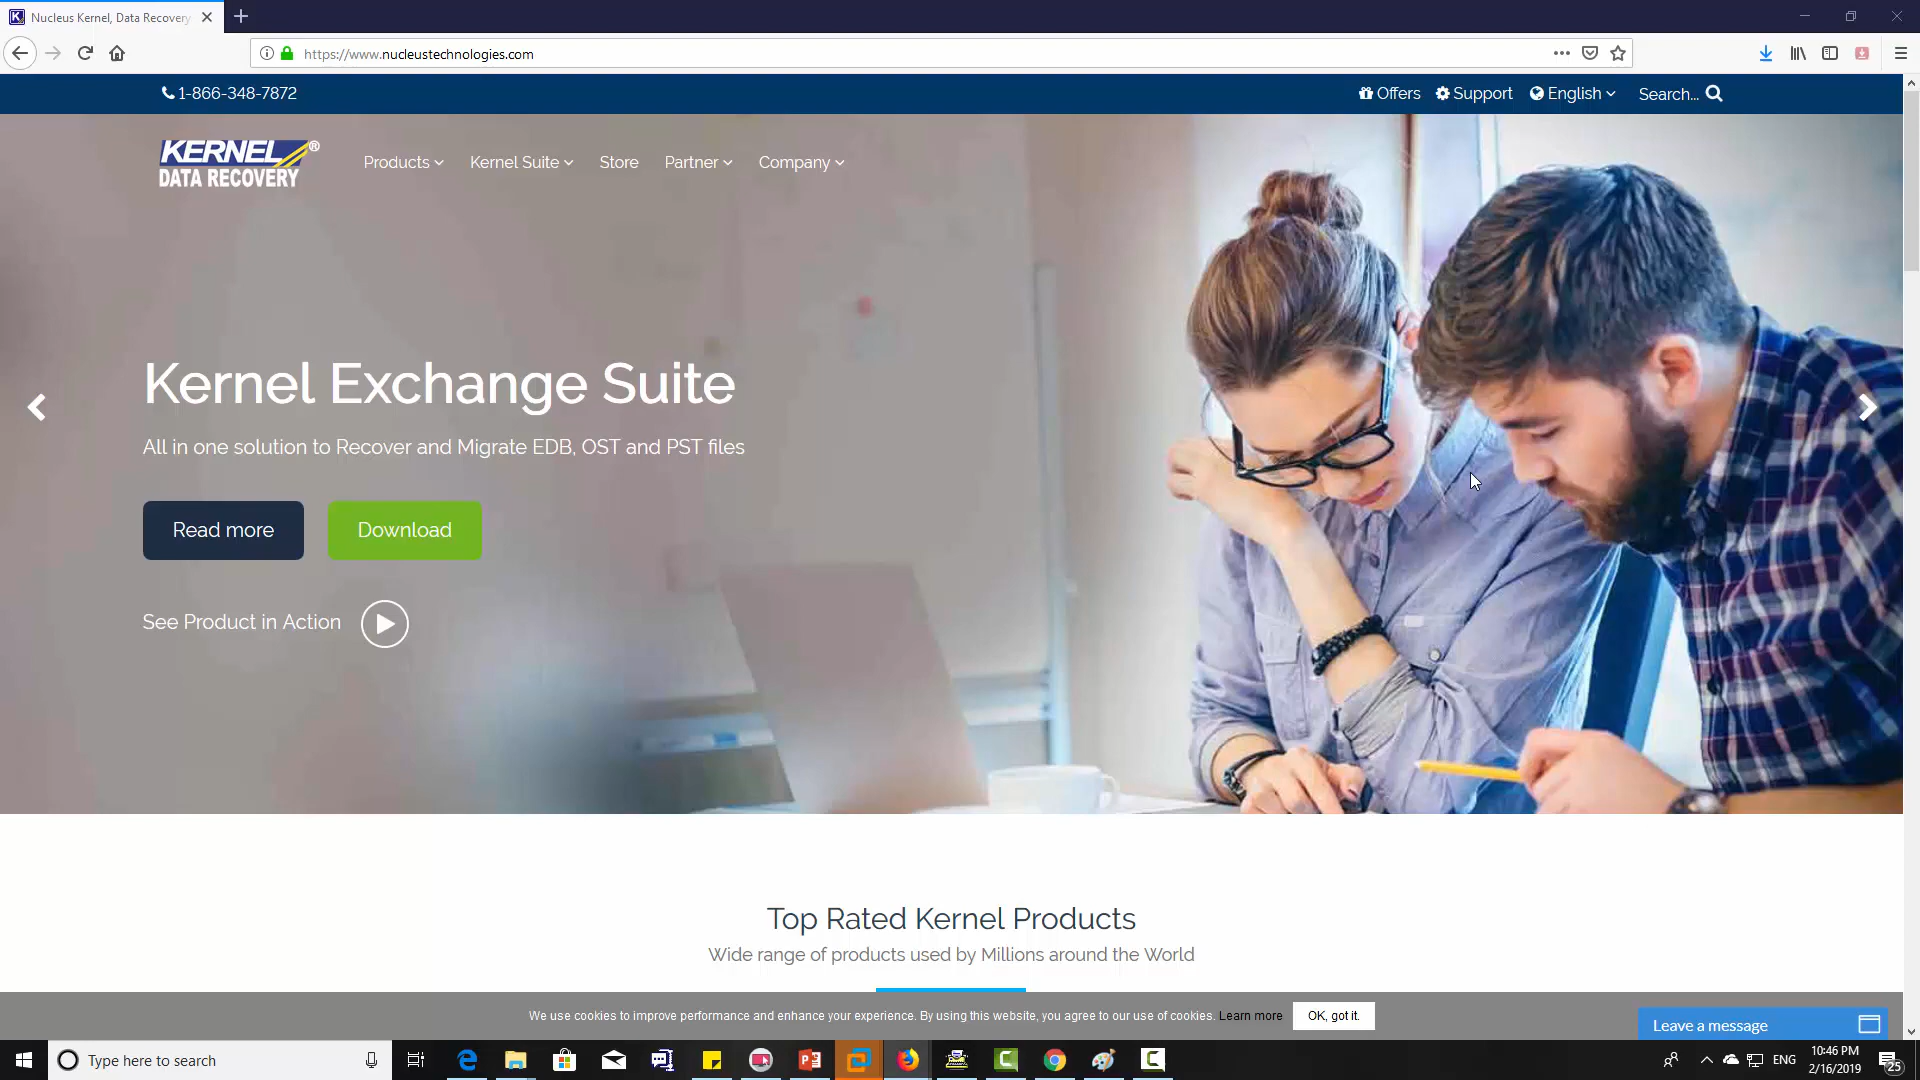 Nucleus Kernel, Data Recovery
https://www.nucleustechnologies.com
1-866-348-7872
Offers Support English Search...
KERNEL®
DATA RECOVERY
Products Kernel Suite Store Partner Company
Kernel Exchange Suite
All in one solution to Recover and Migrate EDB, OST and PST files
Read more Download
See Product in Action
Top Rated Kernel Products
Wide range of products used by Millions around the World
We use cookies to improve performance and enhance your experience. By using this website, you agree to our use of cookies. Learn more OK, got it.
Leave a message
Type here to search
ENG
10:46 PM
2/16/2019
25